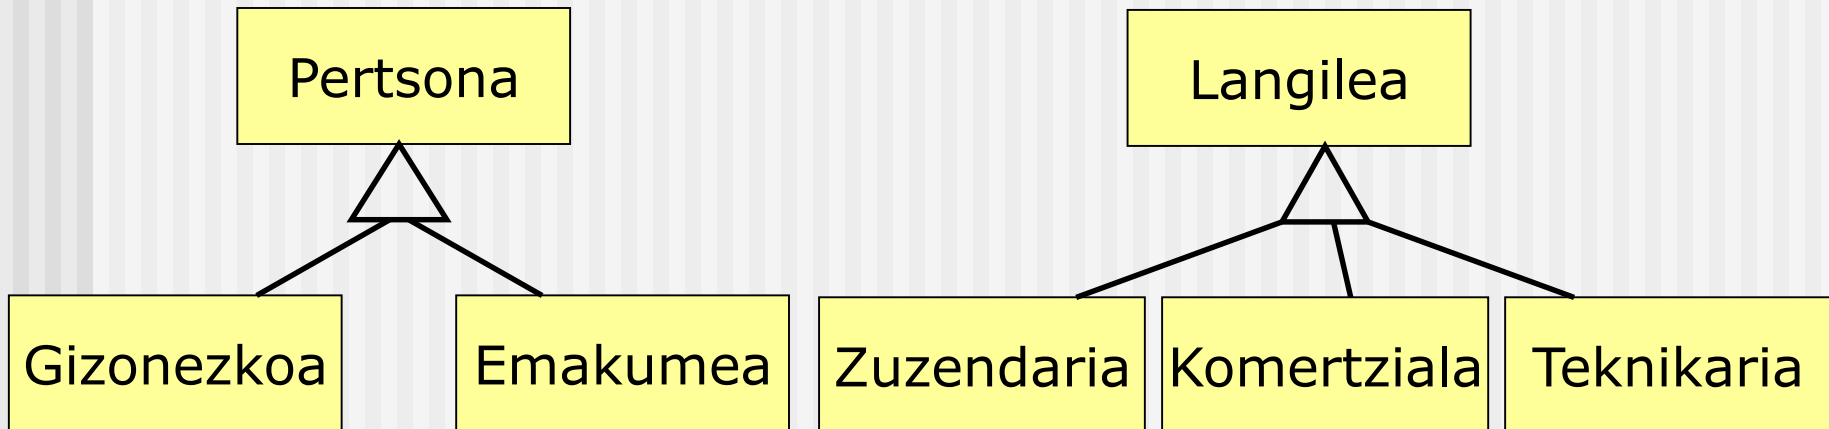 Pertsona
Langilea
Gizonezkoa
Emakumea
Zuzendaria
Komertziala
Teknikaria